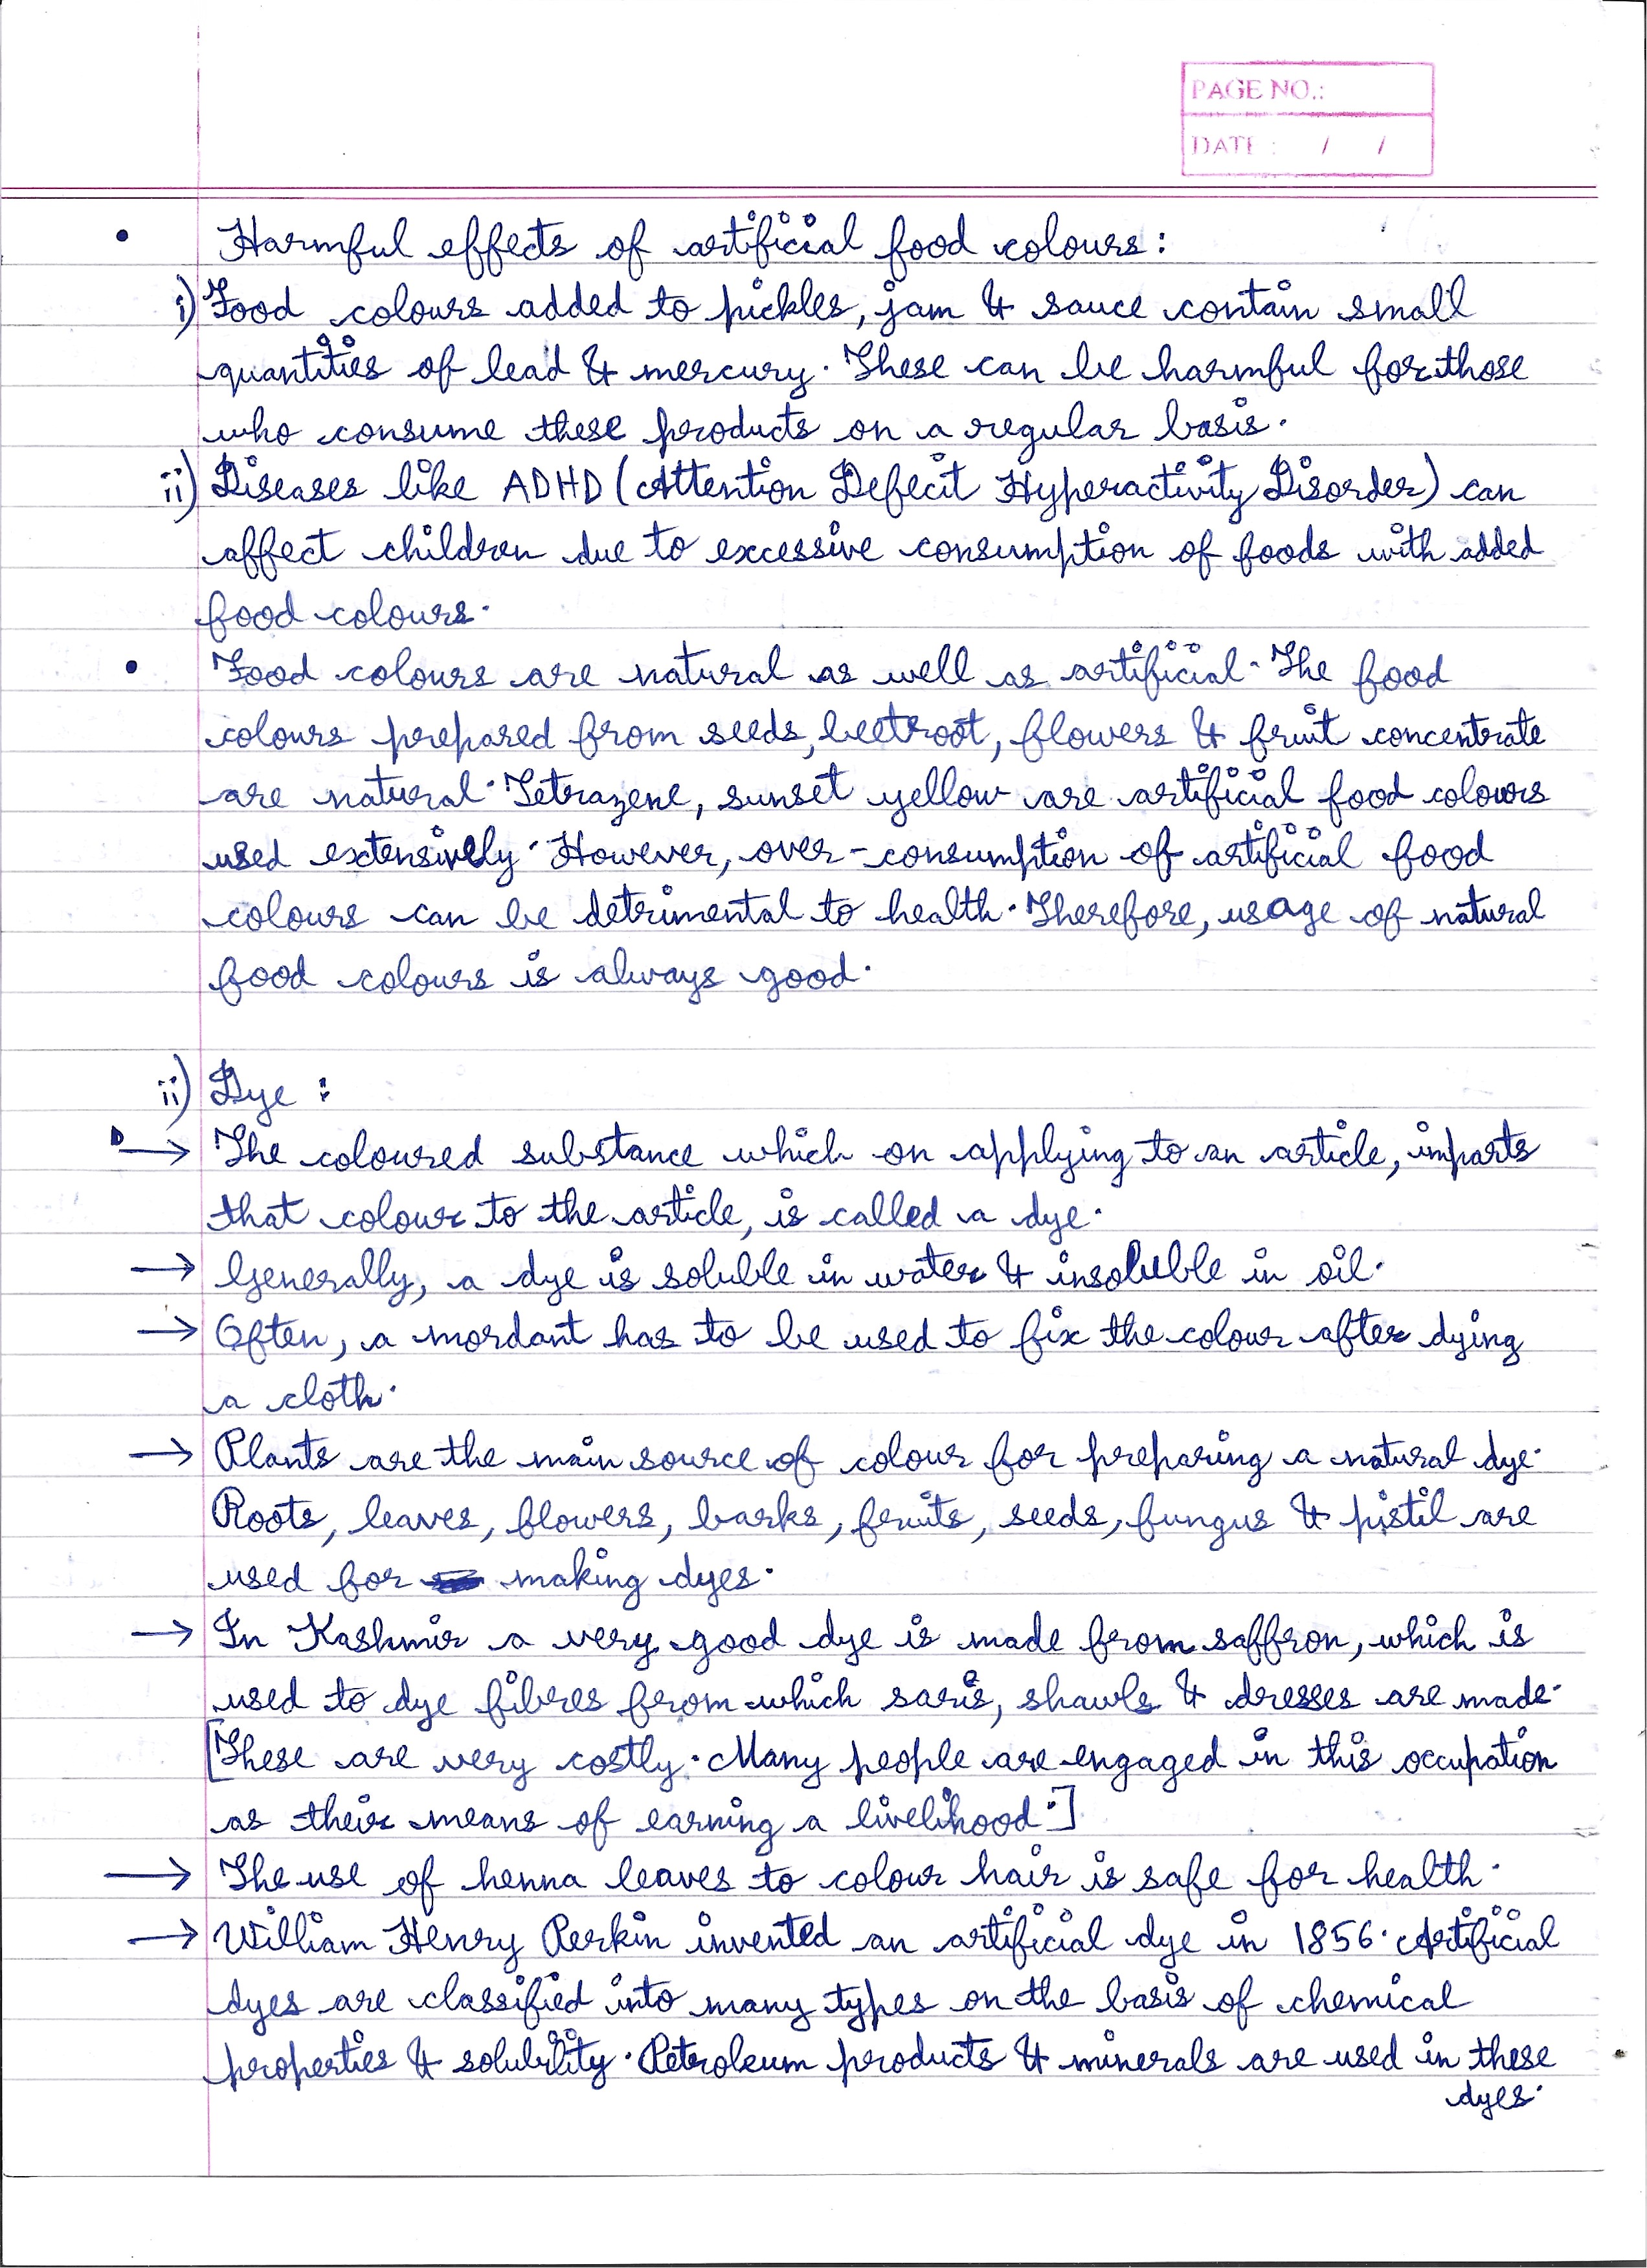 PAGE NO.:
DATE : / /
• Harmful effects of artificial food colours :
i) Food colours added to pickles, jam & sauce contain small
quantities of lead & mercury. These can be harmful for those
who consume these products on a regular basis.
ii) Diseases like ADHD (Attention Defecit Hyperactivity Disorder) can
affect children due to excessive consumption of foods with added
food colours.
• Food colours are natural as well as artificial. The food
colours prepared from seeds, beetroot, flowers & fruit concentrate
are natural. Tetrazene, sunset yellow are artificial food colours
used extensively. However, over-consumption of artificial food
colours can be detrimental to health. Therefore, usage of natural
food colours is always good.
ii) Dye :
→ The coloured substance which on applying to an article, imparts
that colour to the article, is called a dye.
→ Generally, a dye is soluble in water & insoluble in oil.
→ Often, a mordant has to be used to fix the colour after dying
a cloth.
→ Plants are the main source of colour for preparing a natural dye.
Roots, leaves, flowers, barks, fruits, seeds, fungus & pistil are
used for making dyes.
→ In Kashmir a very good dye is made from saffron, which is
used to dye fibres from which saris, shawls & dresses are made.
[These are very costly. Many people are engaged in this occupation
as their means of earning a livelihood.]
→ The use of henna leaves to colour hair is safe for health.
→ William Henry Perkin invented an artificial dye in 1856. Artificial
dyes are classified into many types on the basis of chemical
properties & solubility. Petroleum products & minerals are used in these
dyes.